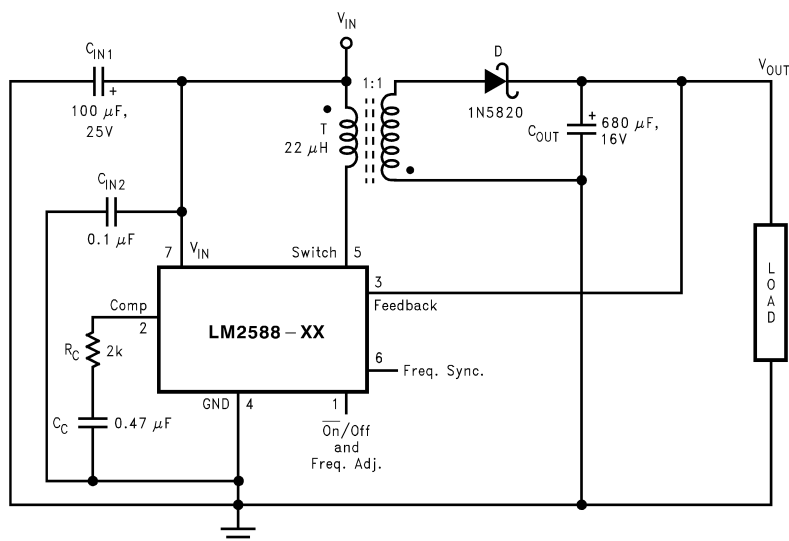 V_IN
C_IN1
+
100 μF,
25V
1:1
T
22 μH
D
1N5820
V_OUT
C_OUT
+
680 μF,
16V
C_IN2
0.1 μF
7
V_IN
Switch
5
3
Feedback
Comp
2
LM2588-XX
LOAD
R_C
2k
6
Freq. Sync.
C_C
0.47 μF
GND
4
1
O̅n̅/Off
and
Freq. Adj.